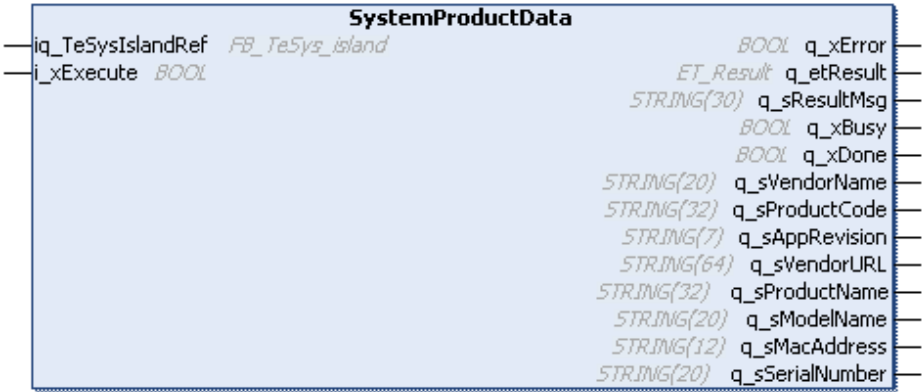 SystemProductData
iq_TeSysIslandRef FB_TeSys_island BOOL q_xError
i_xExecute BOOL ET_Result q_etResult
STRING(30) q_sResultMsg
BOOL q_xBusy
BOOL q_xDone
STRING(20) q_sVendorName
STRING(32) q_sProductCode
STRING(7) q_sAppRevision
STRING(64) q_sVendorURL
STRING(32) q_sProductName
STRING(20) q_sModelName
STRING(12) q_sMacAddress
STRING(20) q_sSerialNumber